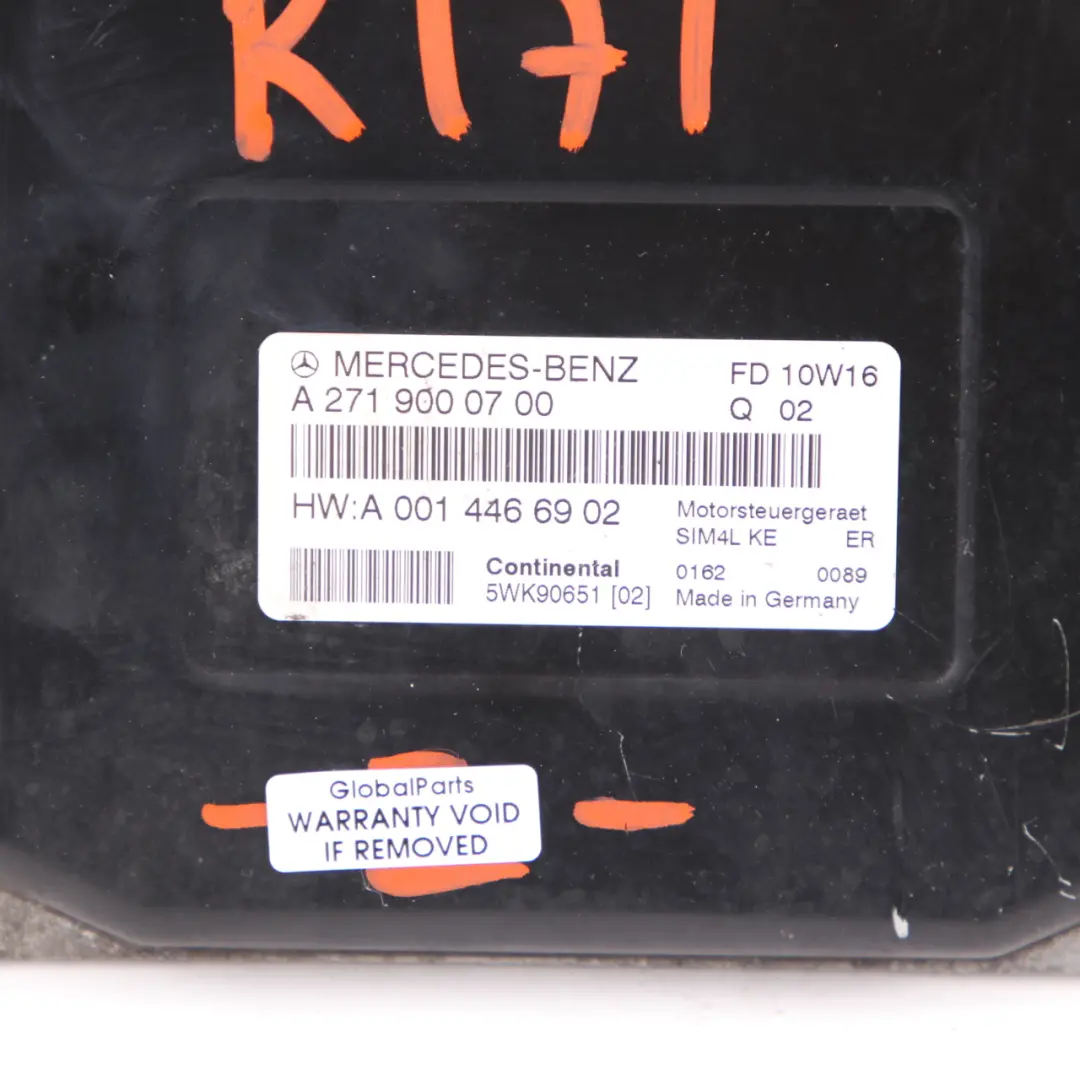 R171
MERCEDES-BENZ FD 10W16
A 271 900 07 00 Q 02
HW:A 001 446 69 02 Motorsteuergeraet
SIM4L KE ER
Continental 0162 0089
5WK90651 [02] Made in Germany
GlobalParts
WARRANTY VOID
IF REMOVED